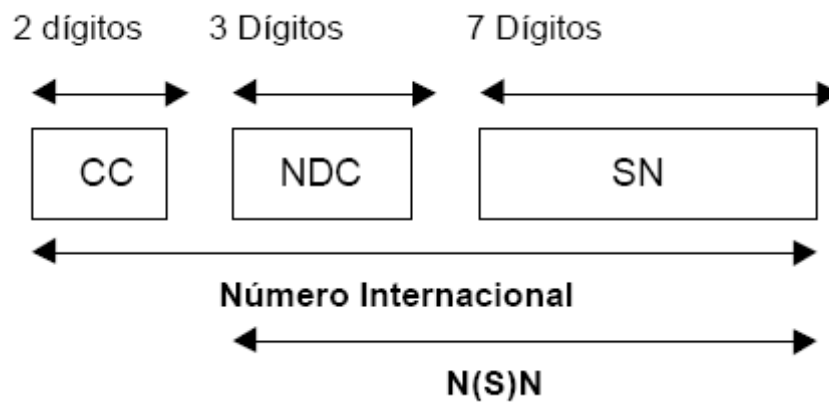 2 dígitos 3 Dígitos 7 Dígitos
CC NDC SN
Número Internacional
N(S)N